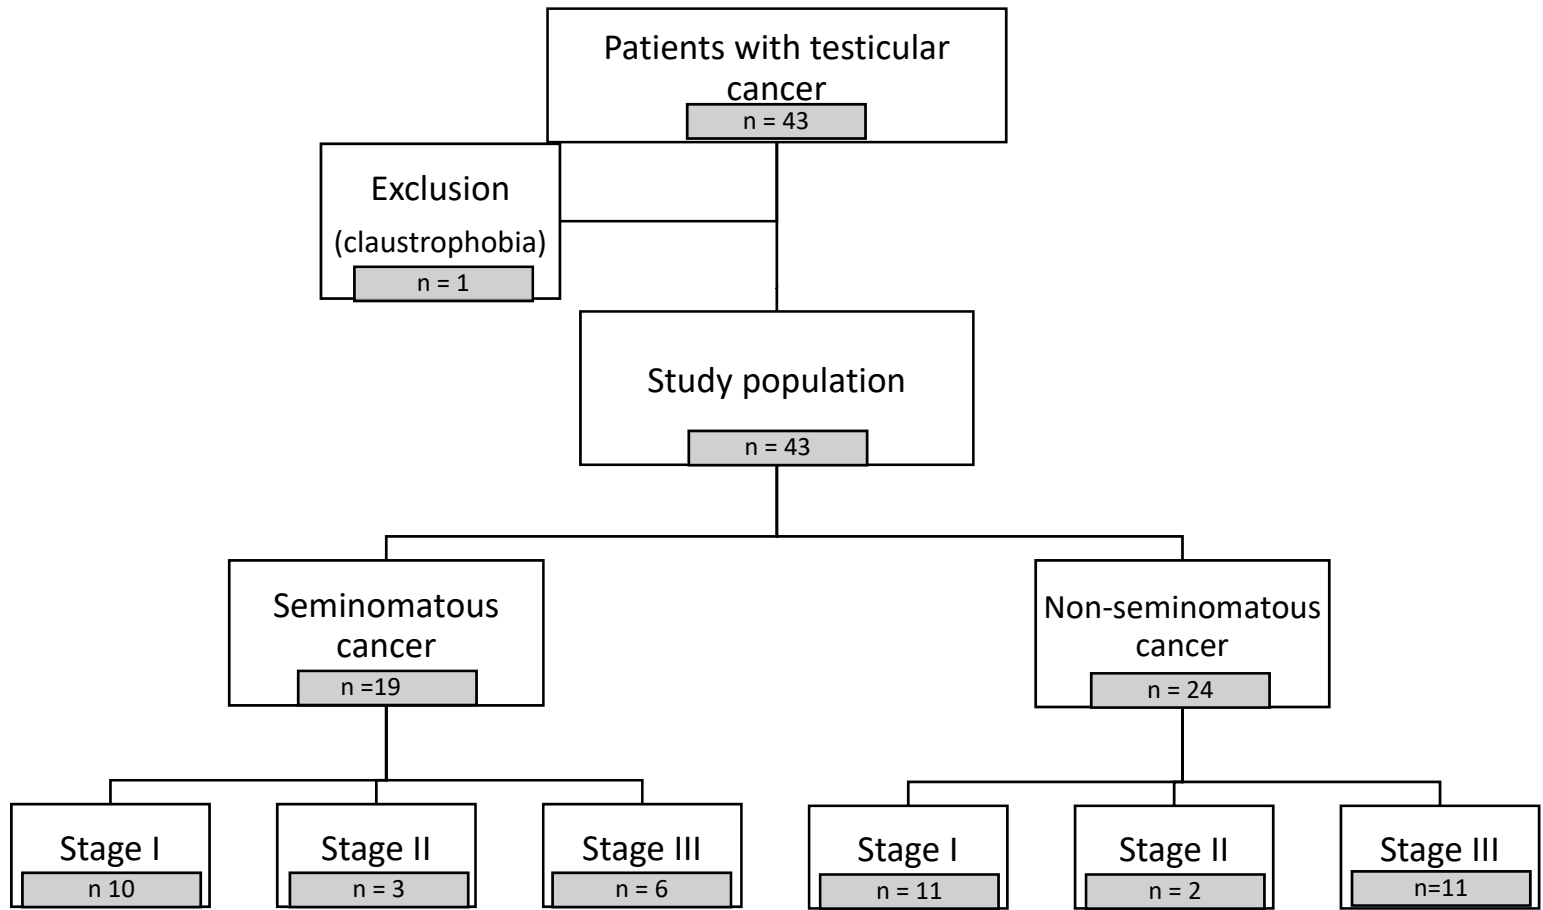 Patients with testicular
cancer
n = 43
Exclusion
(claustrophobia)
n = 1
Study population
n = 43
Seminomatous
cancer
n =19
Non-seminomatous
cancer
n = 24
Stage I
n 10
Stage II
n = 3
Stage III
n = 6
Stage I
n = 11
Stage II
n = 2
Stage III
n=11